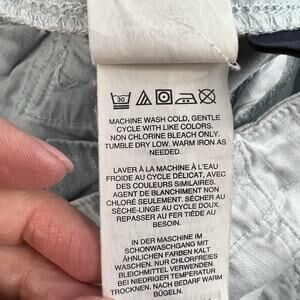 30
MACHINE WASH COLD, GENTLE
CYCLE WITH LIKE COLORS.
NON CHLORINE BLEACH ONLY.
TUMBLE DRY LOW. WARM IRON AS
NEEDED.
LAVER À LA MACHINE À L'EAU
FROIDE AU CYCLE DÉLICAT, AVEC
DES COULEURS SIMILAIRES.
AGENT DE BLANCHIMENT NON
CHLORÉ SEULEMENT. SÉCHER AU
SÈCHE-LINGE AU CYCLE DOUX.
REPASSER AU FER TIÈDE AU
BESOIN.
IN DER MASCHIM IM
SCHONWASCHGANG MIT
ÄHNLICHEN FARBEN KALT
WASCHEN. NUR CHLORFREIES
BLEICHMITTEL VERWENDEN.
BEI NIEDRIGER TEMPERATUR
TROCKNEN. NACH BEDARF WARM
BÜGELN.